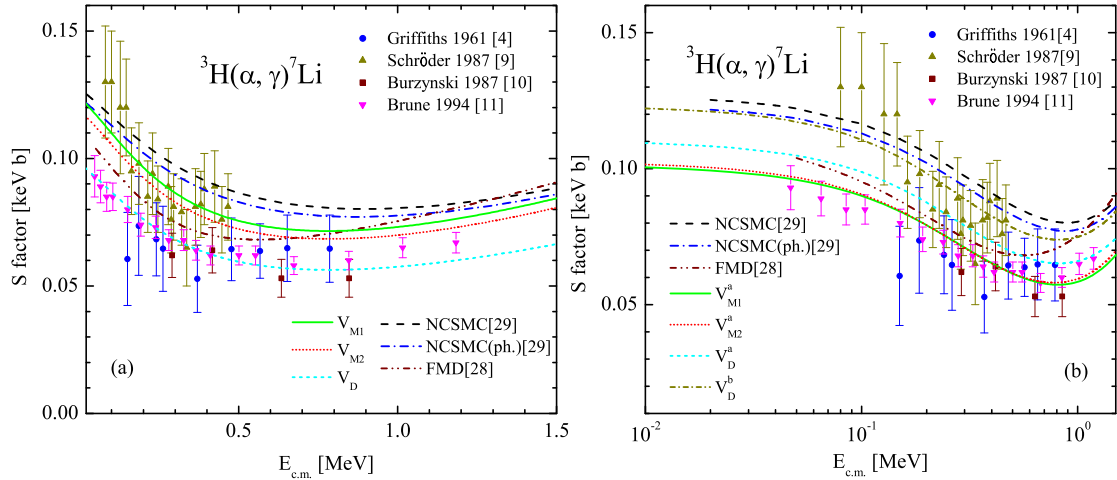 0.15
0.10
0.05
0.00
S factor [keV b]
³H(α, γ)⁷Li
Griffiths 1961 [4]
Schröder 1987 [9]
Burzynski 1987 [10]
Brune 1994 [11]
V_M1
V_M2
V_D
NCSMC[29]
NCSMC(ph.)[29]
FMD[28]
(a)
0.5 1.0 1.5
E_c.m. [MeV]
0.15
0.10
0.05
S factor [keV b]
³H(α, γ)⁷Li
Griffiths 1961[4]
Schröder 1987[9]
Burzynski 1987 [10]
Brune 1994 [11]
NCSMC[29]
NCSMC(ph.)[29]
FMD[28]
V^a_M1
V^a_M2
V^a_D
V^b_D
(b)
10⁻² 10⁻¹ 10⁰
E_c.m. [MeV]